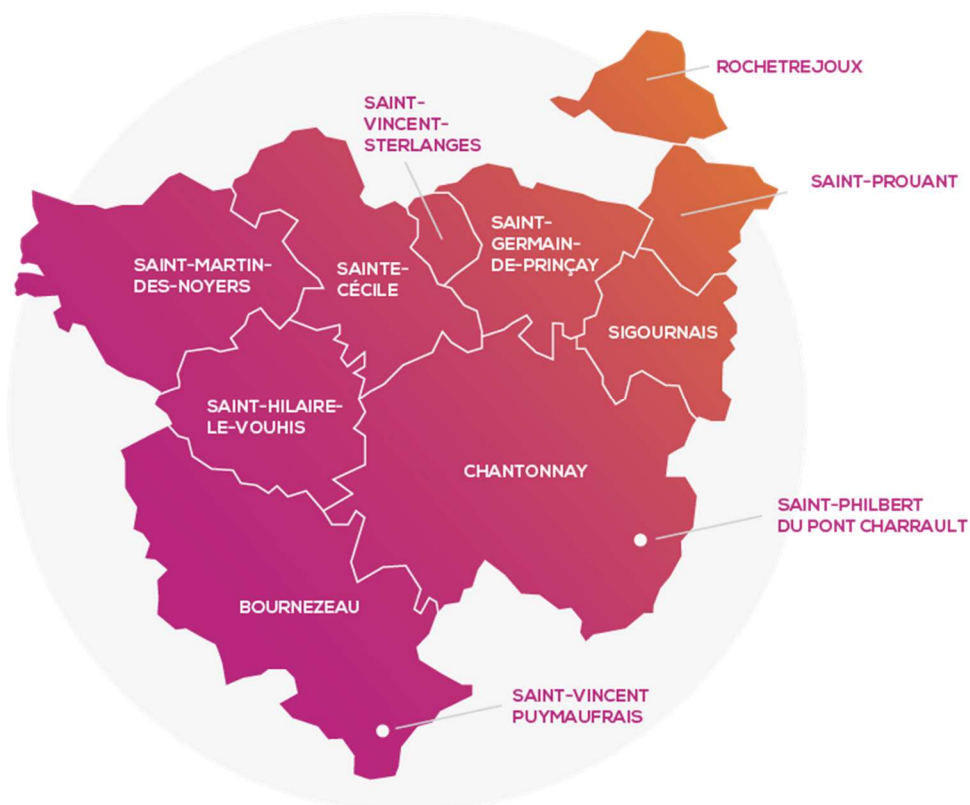 ROCHETREJOUX
SAINT-
VINCENT-
STERLANGES
SAINT-PROUANT
SAINT-
GERMAIN-
DE-PRINÇAY
SAINT-MARTIN-
DES-NOYERS
SAINTE-
CÉCILE
SIGOURNAIS
SAINT-HILAIRE-
LE-VOUHIS
CHANTONNAY
SAINT-PHILBERT
DU PONT CHARRAULT
BOURNEZEAU
SAINT-VINCENT
PUYMAUFRAIS